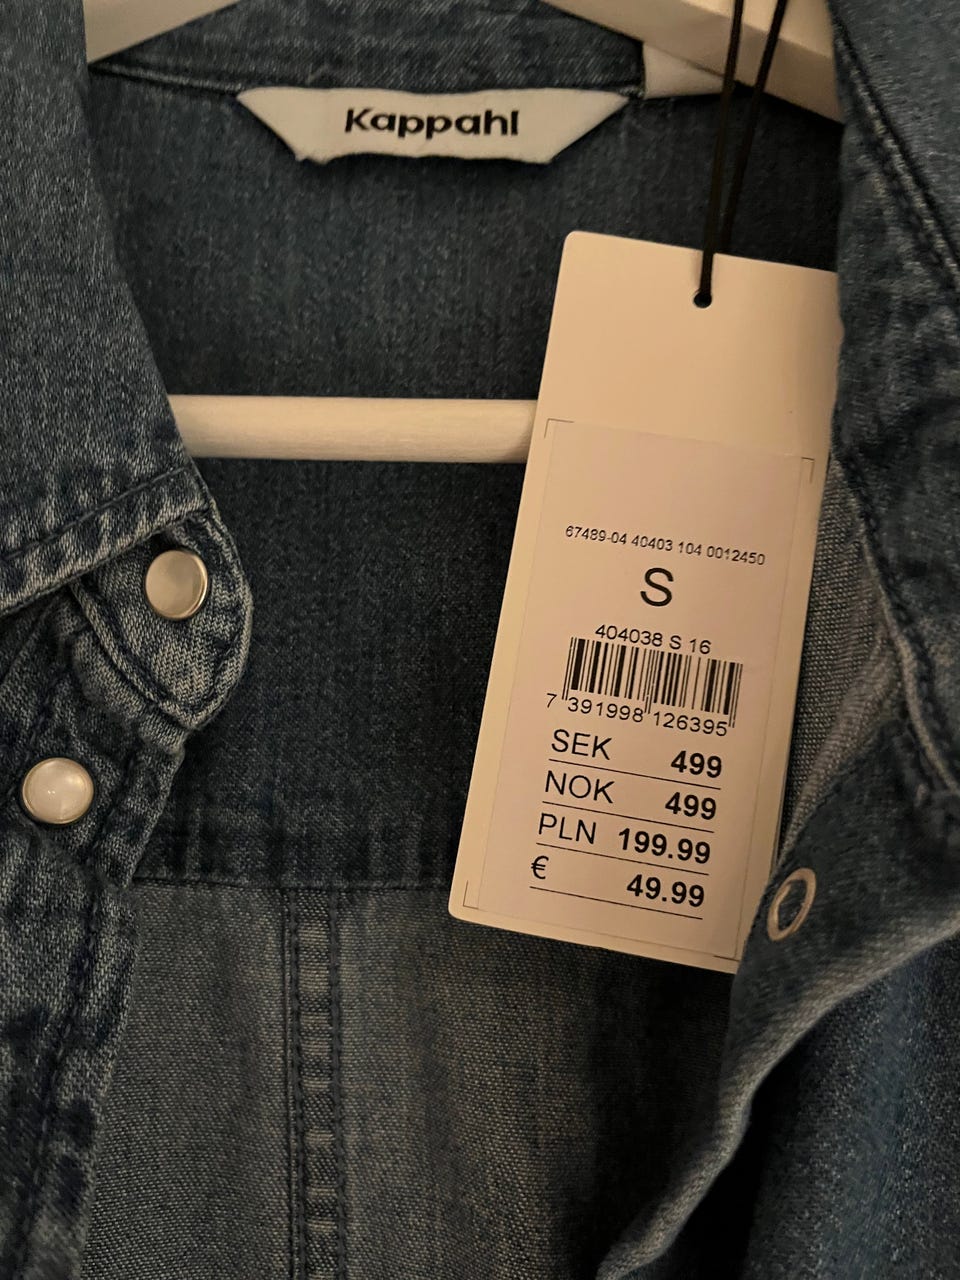 Kappahl
67489-04 40403 104 0012450
S
404038 S 16
7 391998 126395
SEK 499
NOK 499
PLN 199.99
€ 49.99